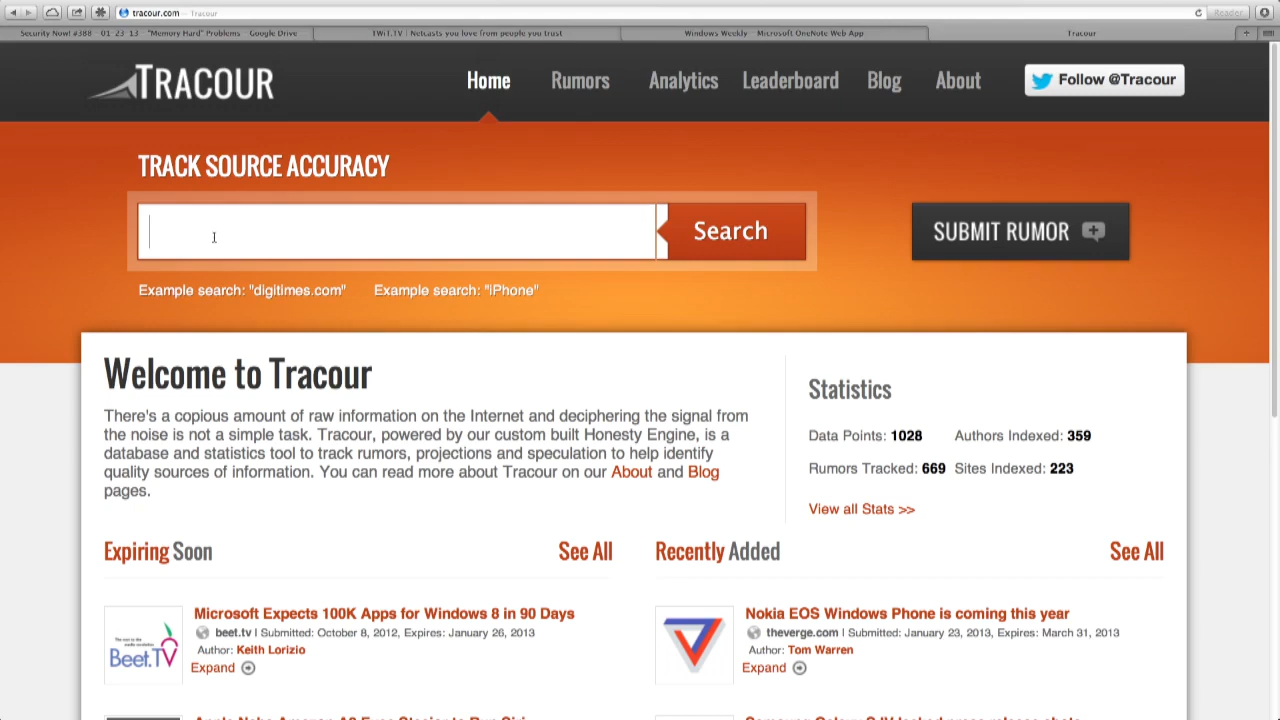 tracour.com — Tracour
Reader
Security Now! #388 - 01-23-13 - "Memory Hard" Problems - Google Drive
TWiT.TV | Netcasts you love from people you trust
Windows Weekly - Microsoft OneNote Web App
Tracour
TRACOUR
Home
Rumors
Analytics
Leaderboard
Blog
About
Follow @Tracour
TRACK SOURCE ACCURACY
Search
SUBMIT RUMOR
Example search: "digitimes.com"
Example search: "iPhone"
Welcome to Tracour
There's a copious amount of raw information on the Internet and deciphering the signal from
the noise is not a simple task. Tracour, powered by our custom built Honesty Engine, is a
database and statistics tool to track rumors, projections and speculation to help identify
quality sources of information. You can read more about Tracour on our About and Blog
pages.
Statistics
Data Points: 1028 Authors Indexed: 359
Rumors Tracked: 669 Sites Indexed: 223
View all Stats >>
Expiring Soon
See All
Beet.TV
Microsoft Expects 100K Apps for Windows 8 in 90 Days
beet.tv | Submitted: October 8, 2012, Expires: January 26, 2013
Author: Keith Lorizio
Expand
Recently Added
See All
Nokia EOS Windows Phone is coming this year
theverge.com | Submitted: January 23, 2013, Expires: March 31, 2013
Author: Tom Warren
Expand